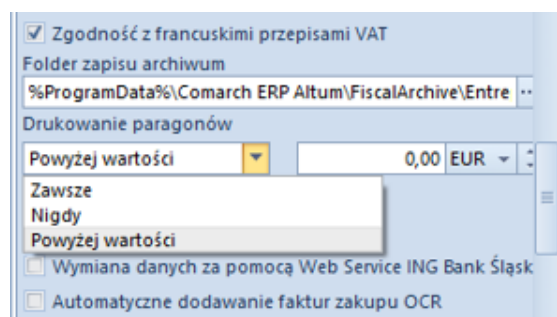 Zgodność z francuskimi przepisami VAT
Folder zapisu archiwum
%ProgramData%\Comarch ERP Altum\FiscalArchive\Entre ...
Drukowanie paragonów
Powyżej wartości 0,00 EUR
Zawsze
Nigdy
Powyżej wartości
Wymiana danych za pomocą Web Service ING Bank Śląsk
Automatyczne dodawanie faktur zakupu OCR